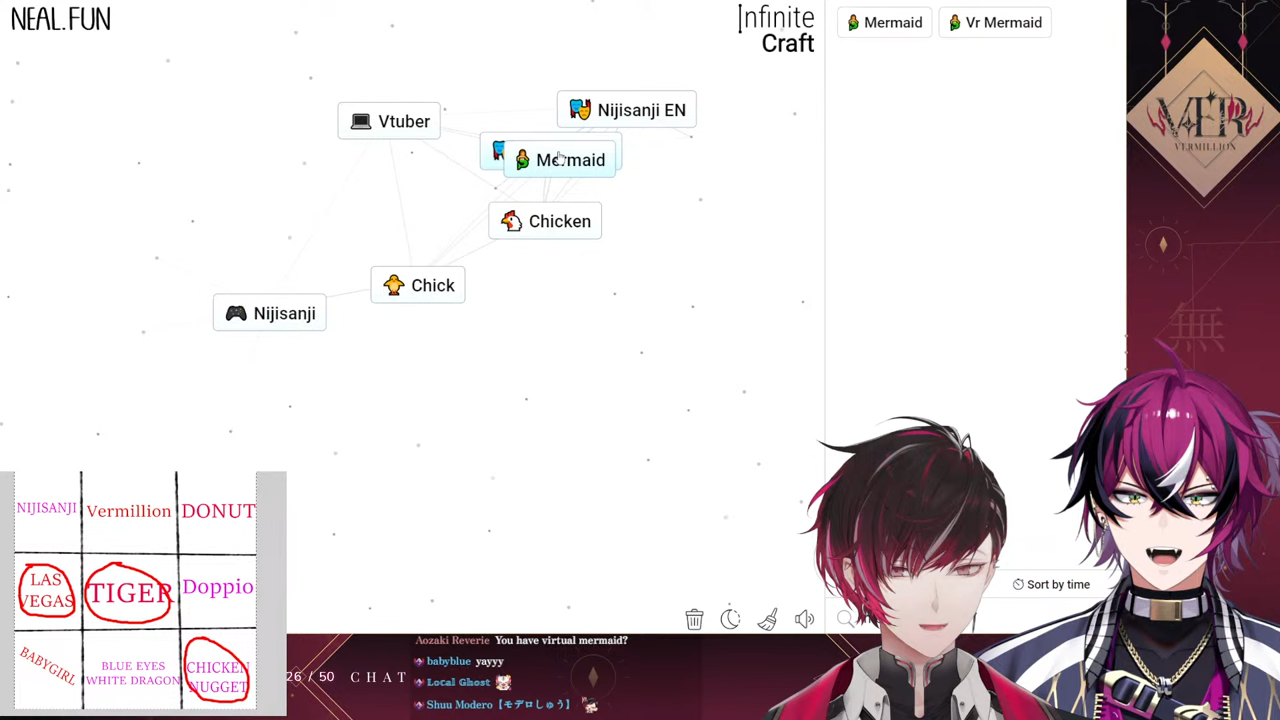 NEAL.FUN
Infinite
Craft
Mermaid
Vr Mermaid
Vtuber
Nijisanji EN
Mermaid
Chicken
Chick
Nijisanji
VER
VERMILLION
無
Sort by time
NIJISANJI
Vermillion
DONUT
LAS
VEGAS
TIGER
Doppio
BABYGIRL
BLUE EYES
WHITE DRAGON
CHICKEN
NUGGET
26 / 50
CHAT
Aozaki Reverie You have virtual mermaid?
babyblue yayyy
Local Ghost
Shuu Modero【モデロしゅう】